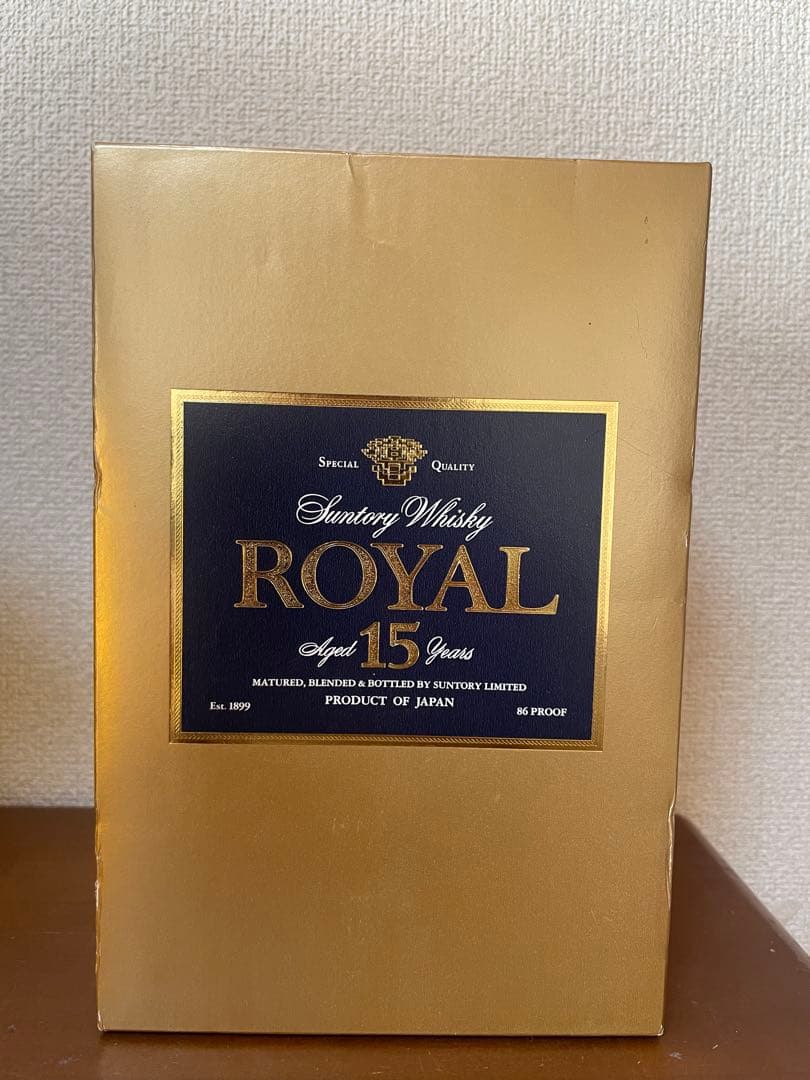 SPECIAL QUALITY
Suntory Whisky
ROYAL
Aged 15 Years
MATURED, BLENDED & BOTTLED BY SUNTORY LIMITED
PRODUCT OF JAPAN
Est. 1899
86 PROOF